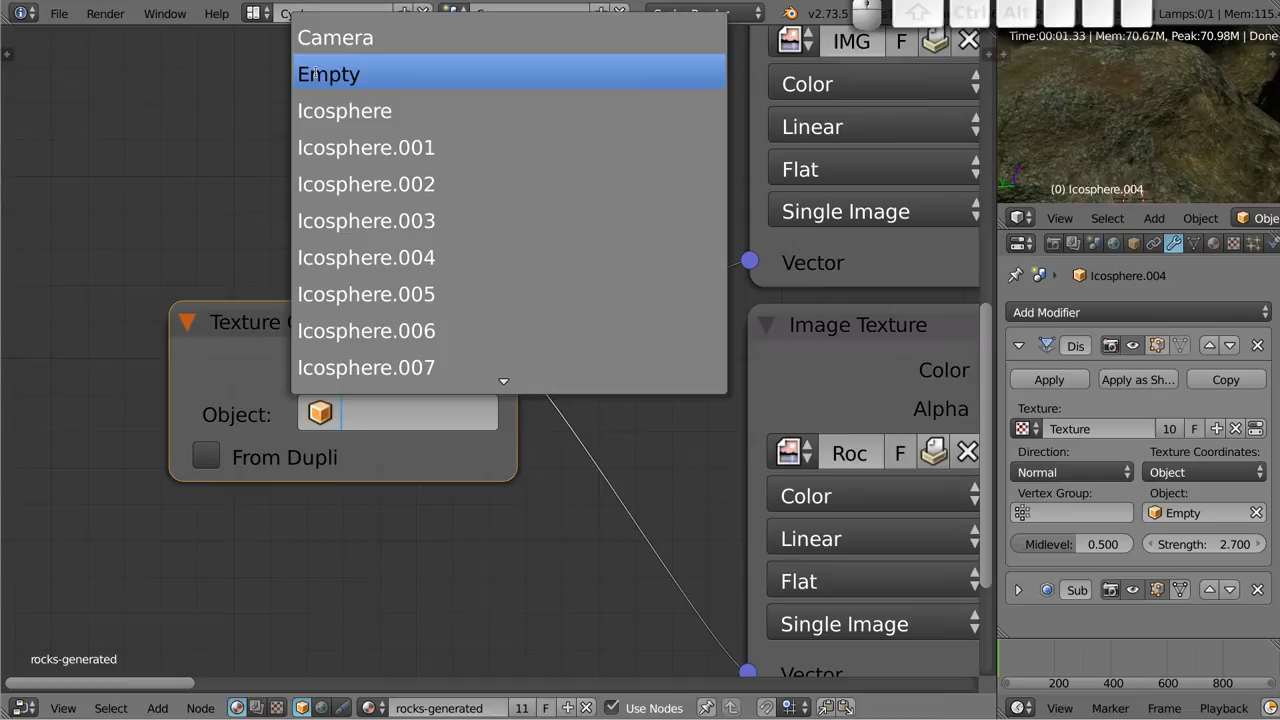 File Render Window Help
v2.73.5
Lamps:0/1 | Mem:115.
Ctrl Alt
Time:00:01.33 | Mem:70.67M, Peak:70.98M | Done
Camera
Empty
Icosphere
Icosphere.001
Icosphere.002
Icosphere.003
Icosphere.004
Icosphere.005
Icosphere.006
Icosphere.007
Object:
From Dupli
rocks-generated
IMG F
Color
Linear
Flat
Single Image
Vector
Image Texture
Color
Alpha
Roc F
Color
Linear
Flat
Single Image
Vector
(0) Icosphere.004
View Select Add Object Obje
Icosphere.004
Add Modifier
Dis
Apply Apply as Sh... Copy
Texture:
Texture 10 F
Direction: Texture Coordinates:
Normal Object
Vertex Group: Object:
Empty
Midlevel: 0.500 Strength: 2.700
Sub
200 400 600 800
View Select Add Node rocks-generated 11 F Use Nodes
View Marker Frame Playback